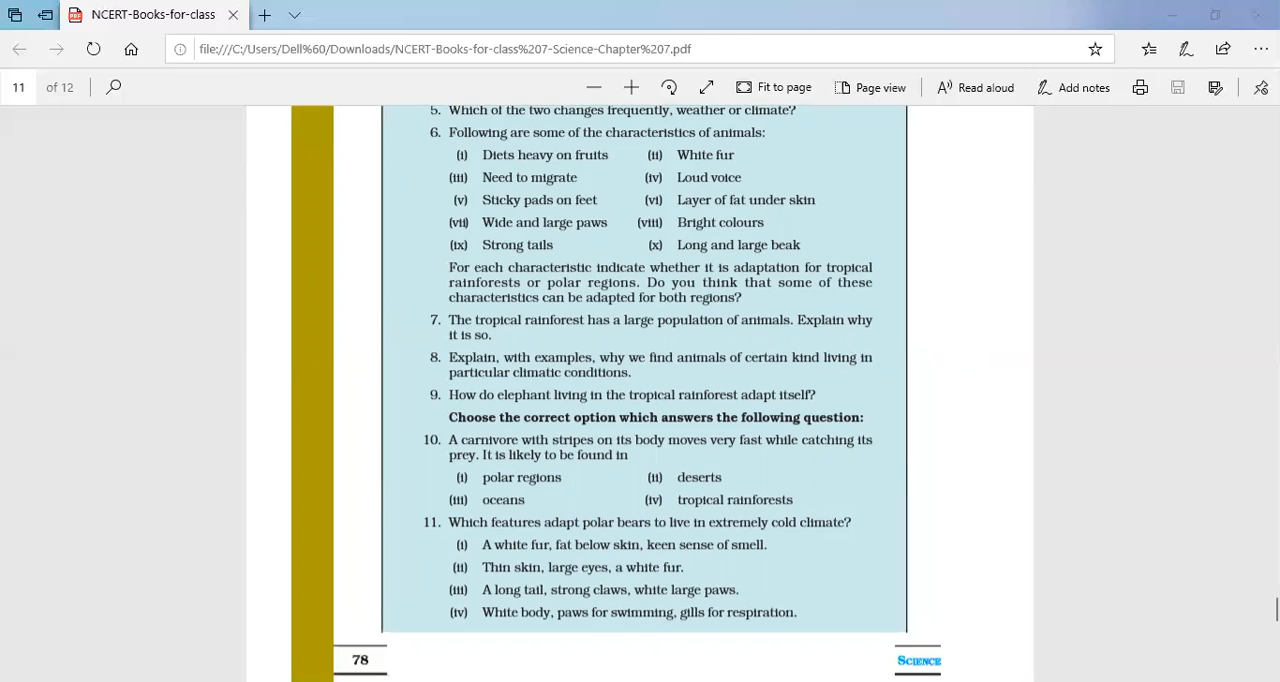 NCERT-Books-for-class
file:///C:/Users/Dell%60/Downloads/NCERT-Books-for-class%207-Science-Chapter%207.pdf
11 of 12 Fit to page Page view Read aloud Add notes
5. Which of the two changes frequently, weather or climate?
6. Following are some of the characteristics of animals:
(i) Diets heavy on fruits (ii) White fur
(iii) Need to migrate (iv) Loud voice
(v) Sticky pads on feet (vi) Layer of fat under skin
(vii) Wide and large paws (viii) Bright colours
(ix) Strong tails (x) Long and large beak
For each characteristic indicate whether it is adaptation for tropical
rainforests or polar regions. Do you think that some of these
characteristics can be adapted for both regions?
7. The tropical rainforest has a large population of animals. Explain why
it is so.
8. Explain, with examples, why we find animals of certain kind living in
particular climatic conditions.
9. How do elephant living in the tropical rainforest adapt itself?
Choose the correct option which answers the following question:
10. A carnivore with stripes on its body moves very fast while catching its
prey. It is likely to be found in
(i) polar regions (ii) deserts
(iii) oceans (iv) tropical rainforests
11. Which features adapt polar bears to live in extremely cold climate?
(i) A white fur, fat below skin, keen sense of smell.
(ii) Thin skin, large eyes, a white fur.
(iii) A long tail, strong claws, white large paws.
(iv) White body, paws for swimming, gills for respiration.
78 SCIENCE